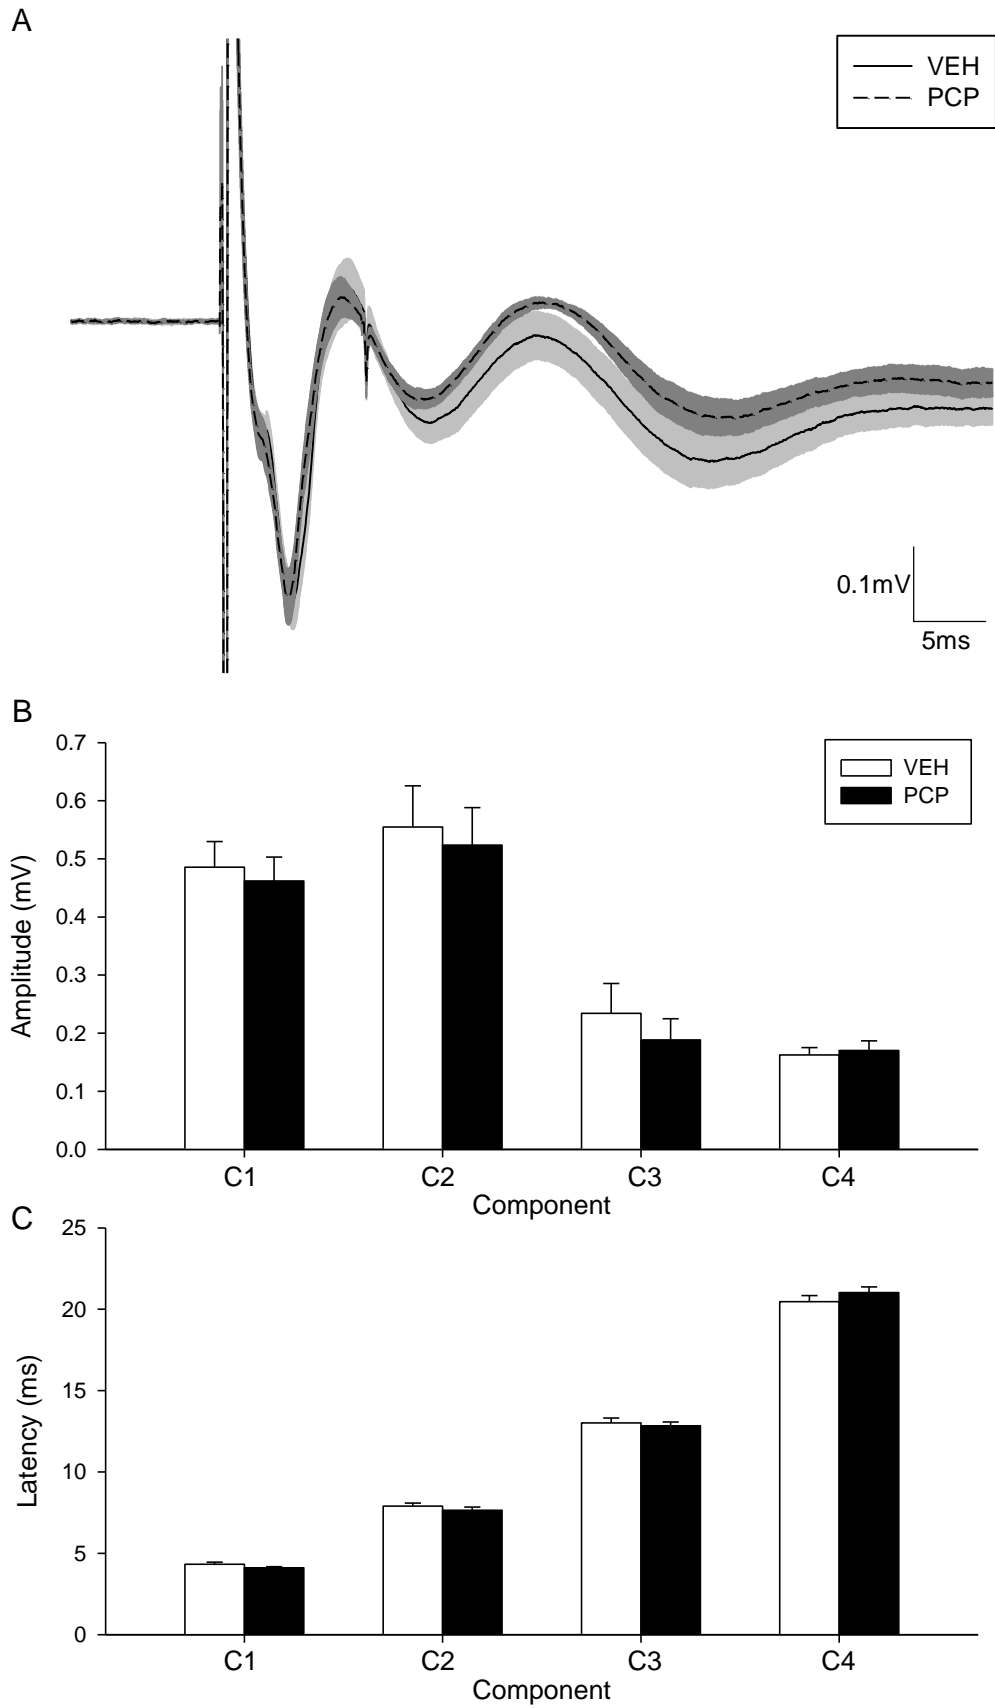 A
VEH
PCP
0.1mV
5ms
B
0.7
0.6
0.5
0.4
0.3
0.2
0.1
0.0
Amplitude (mV)
VEH
PCP
C1 C2 C3 C4
Component
C
25
20
15
10
5
0
Latency (ms)
C1 C2 C3 C4
Component